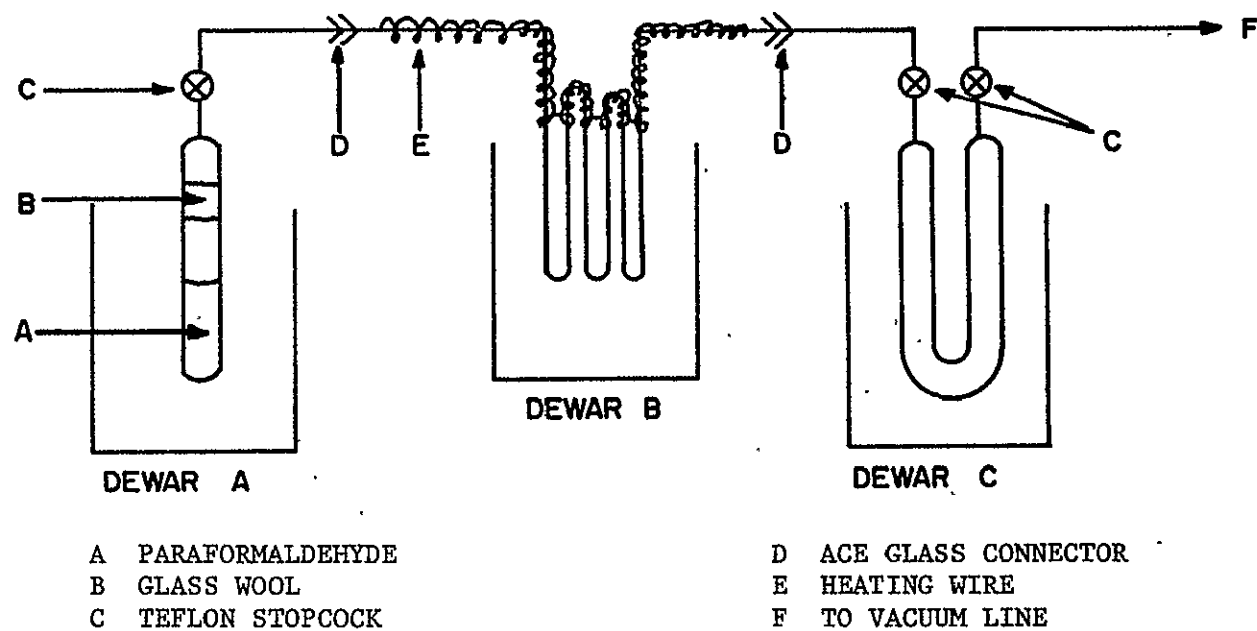 F
C
D
E
D
C
B
A
DEWAR A
DEWAR B
DEWAR C
A PARAFORMALDEHYDE
B GLASS WOOL
C TEFLON STOPCOCK
D ACE GLASS CONNECTOR
E HEATING WIRE
F TO VACUUM LINE